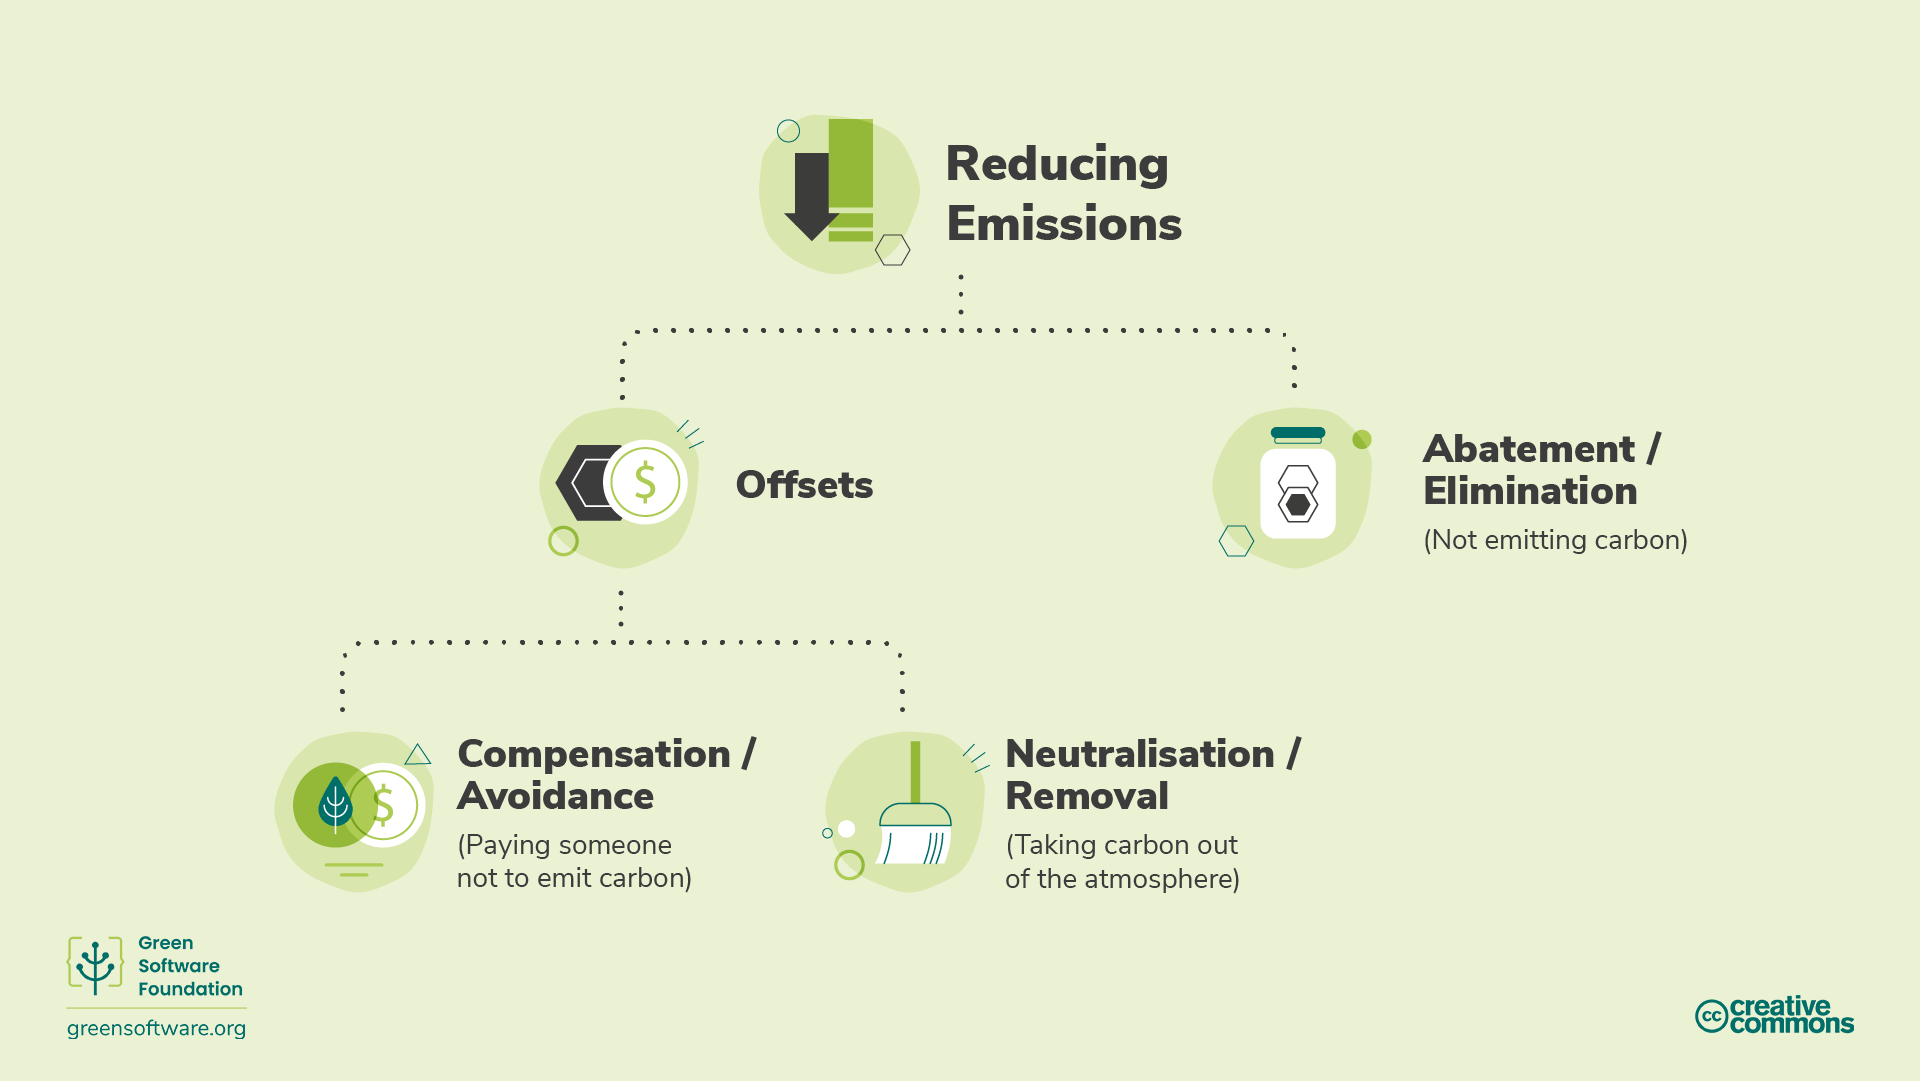 Reducing
Emissions
$
Offsets
Abatement /
Elimination
(Not emitting carbon)
$
Compensation /
Avoidance
(Paying someone
not to emit carbon)
Neutralisation /
Removal
(Taking carbon out
of the atmosphere)
Green
Software
Foundation
greensoftware.org
cc creative
commons